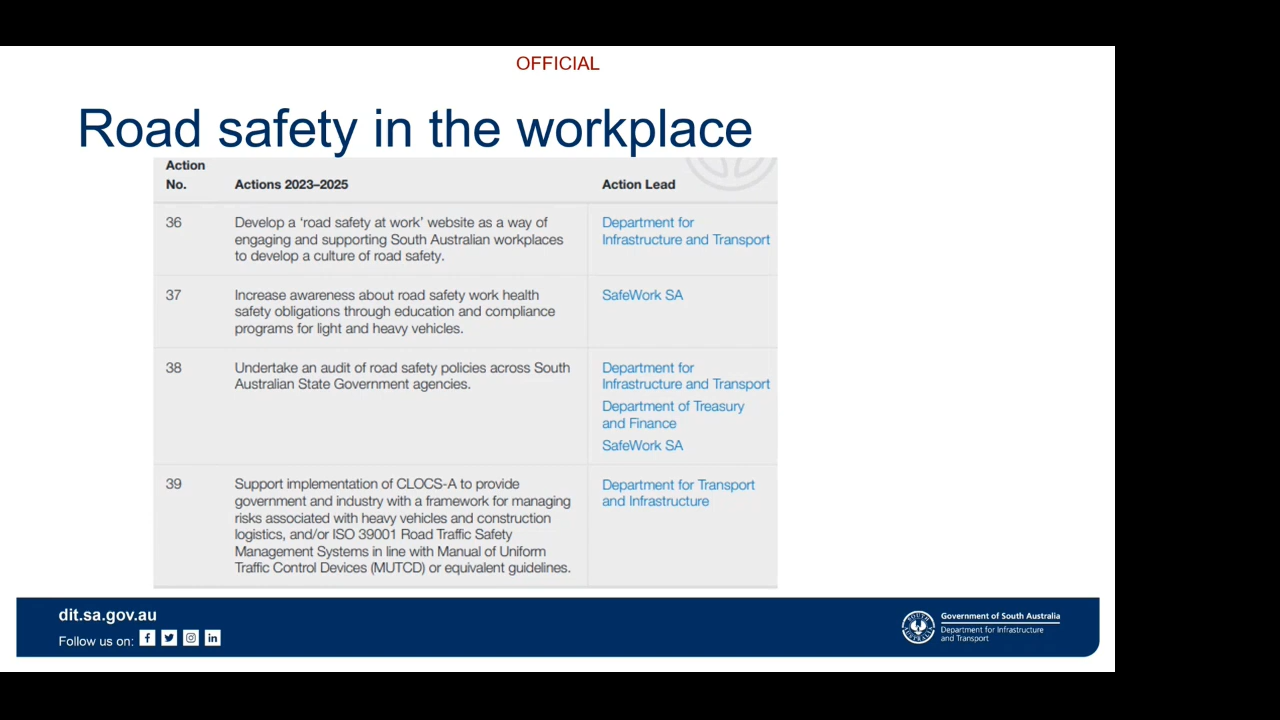 OFFICIAL
Road safety in the workplace
Action
No.
Actions 2023–2025
Action Lead
36
Develop a ‘road safety at work’ website as a way of
engaging and supporting South Australian workplaces
to develop a culture of road safety.
Department for
Infrastructure and Transport
37
Increase awareness about road safety work health
safety obligations through education and compliance
programs for light and heavy vehicles.
SafeWork SA
38
Undertake an audit of road safety policies across South
Australian State Government agencies.
Department for
Infrastructure and Transport
Department of Treasury
and Finance
SafeWork SA
39
Support implementation of CLOCS-A to provide
government and industry with a framework for managing
risks associated with heavy vehicles and construction
logistics, and/or ISO 39001 Road Traffic Safety
Management Systems in line with Manual of Uniform
Traffic Control Devices (MUTCD) or equivalent guidelines.
Department for Transport
and Infrastructure
dit.sa.gov.au
Follow us on:
Government of South Australia
Department for Infrastructure
and Transport